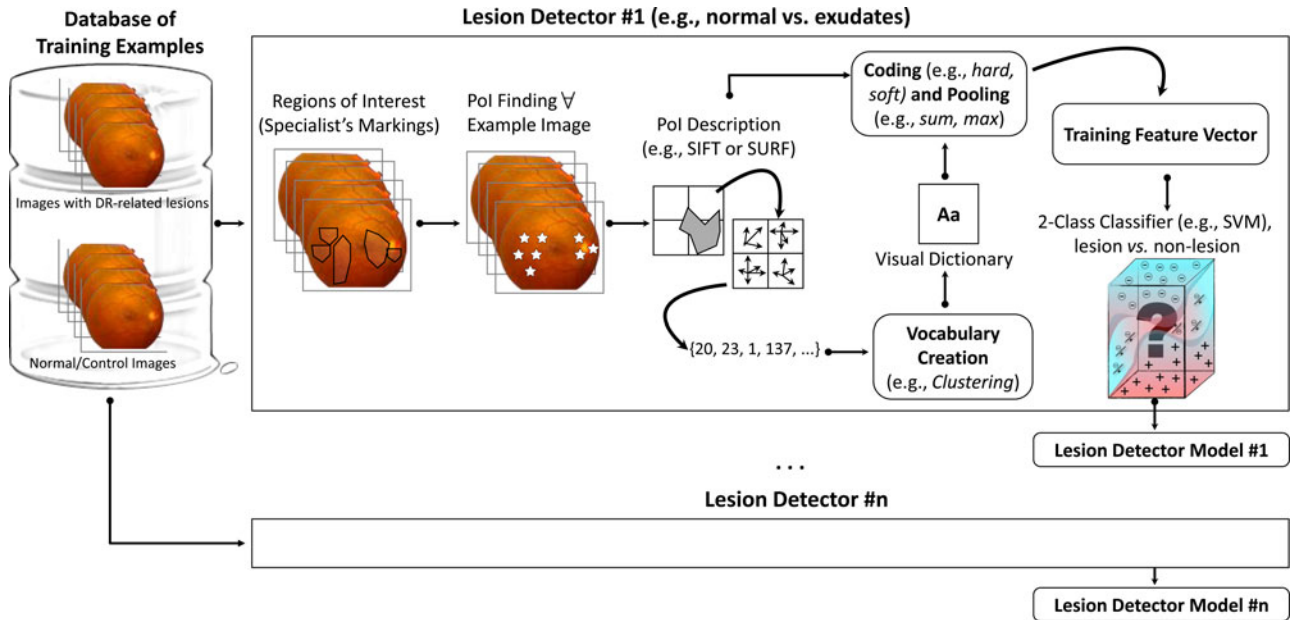 Database of
Training Examples
Images with DR-related lesions
Normal/Control Images
Lesion Detector #1 (e.g., normal vs. exudates)
Regions of Interest
(Specialist's Markings)
PoI Finding ∀
Example Image
PoI Description
(e.g., SIFT or SURF)
{20, 23, 1, 137, ...}
Vocabulary
Creation
(e.g., Clustering)
Visual Dictionary
Aa
Coding (e.g., hard,
soft) and Pooling
(e.g., sum, max)
Training Feature Vector
2-Class Classifier (e.g., SVM),
lesion vs. non-lesion
?
Lesion Detector Model #1
...
Lesion Detector #n
Lesion Detector Model #n